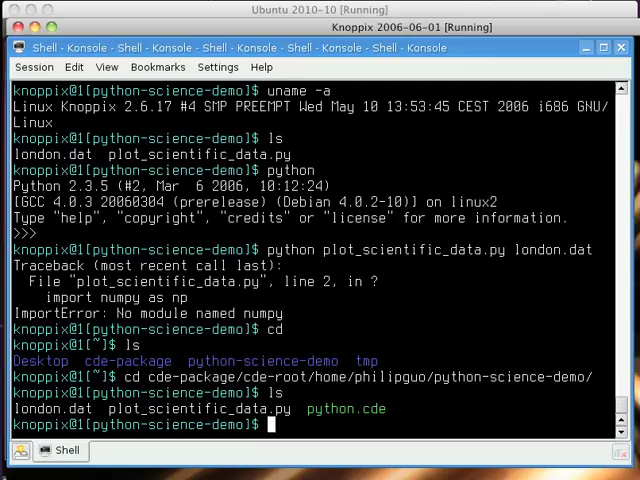 Ubuntu 2010-10 [Running]
Knoppix 2006-06-01 [Running]
Shell - Konsole - Shell - Konsole - Shell - Konsole - Shell - Konsole
Session Edit View Bookmarks Settings Help
knoppix@1[python-science-demo]$ uname -a
Linux Knoppix 2.6.17 #4 SMP PREEMPT Wed May 10 13:53:45 CEST 2006 i686 GNU/
Linux
knoppix@1[python-science-demo]$ ls
london.dat  plot_scientific_data.py
knoppix@1[python-science-demo]$ python
Python 2.3.5 (#2, Mar  6 2006, 10:12:24)
[GCC 4.0.3 20060304 (prerelease) (Debian 4.0.2-10)] on linux2
Type "help", "copyright", "credits" or "license" for more information.
>>>
knoppix@1[python-science-demo]$ python plot_scientific_data.py london.dat
Traceback (most recent call last):
  File "plot_scientific_data.py", line 2, in ?
    import numpy as np
ImportError: No module named numpy
knoppix@1[python-science-demo]$ cd
knoppix@1[~]$ ls
Desktop  cde-package  python-science-demo  tmp
knoppix@1[~]$ cd cde-package/cde-root/home/philipguo/python-science-demo/
knoppix@1[python-science-demo]$ ls
london.dat  plot_scientific_data.py  python.cde
knoppix@1[python-science-demo]$
Shell